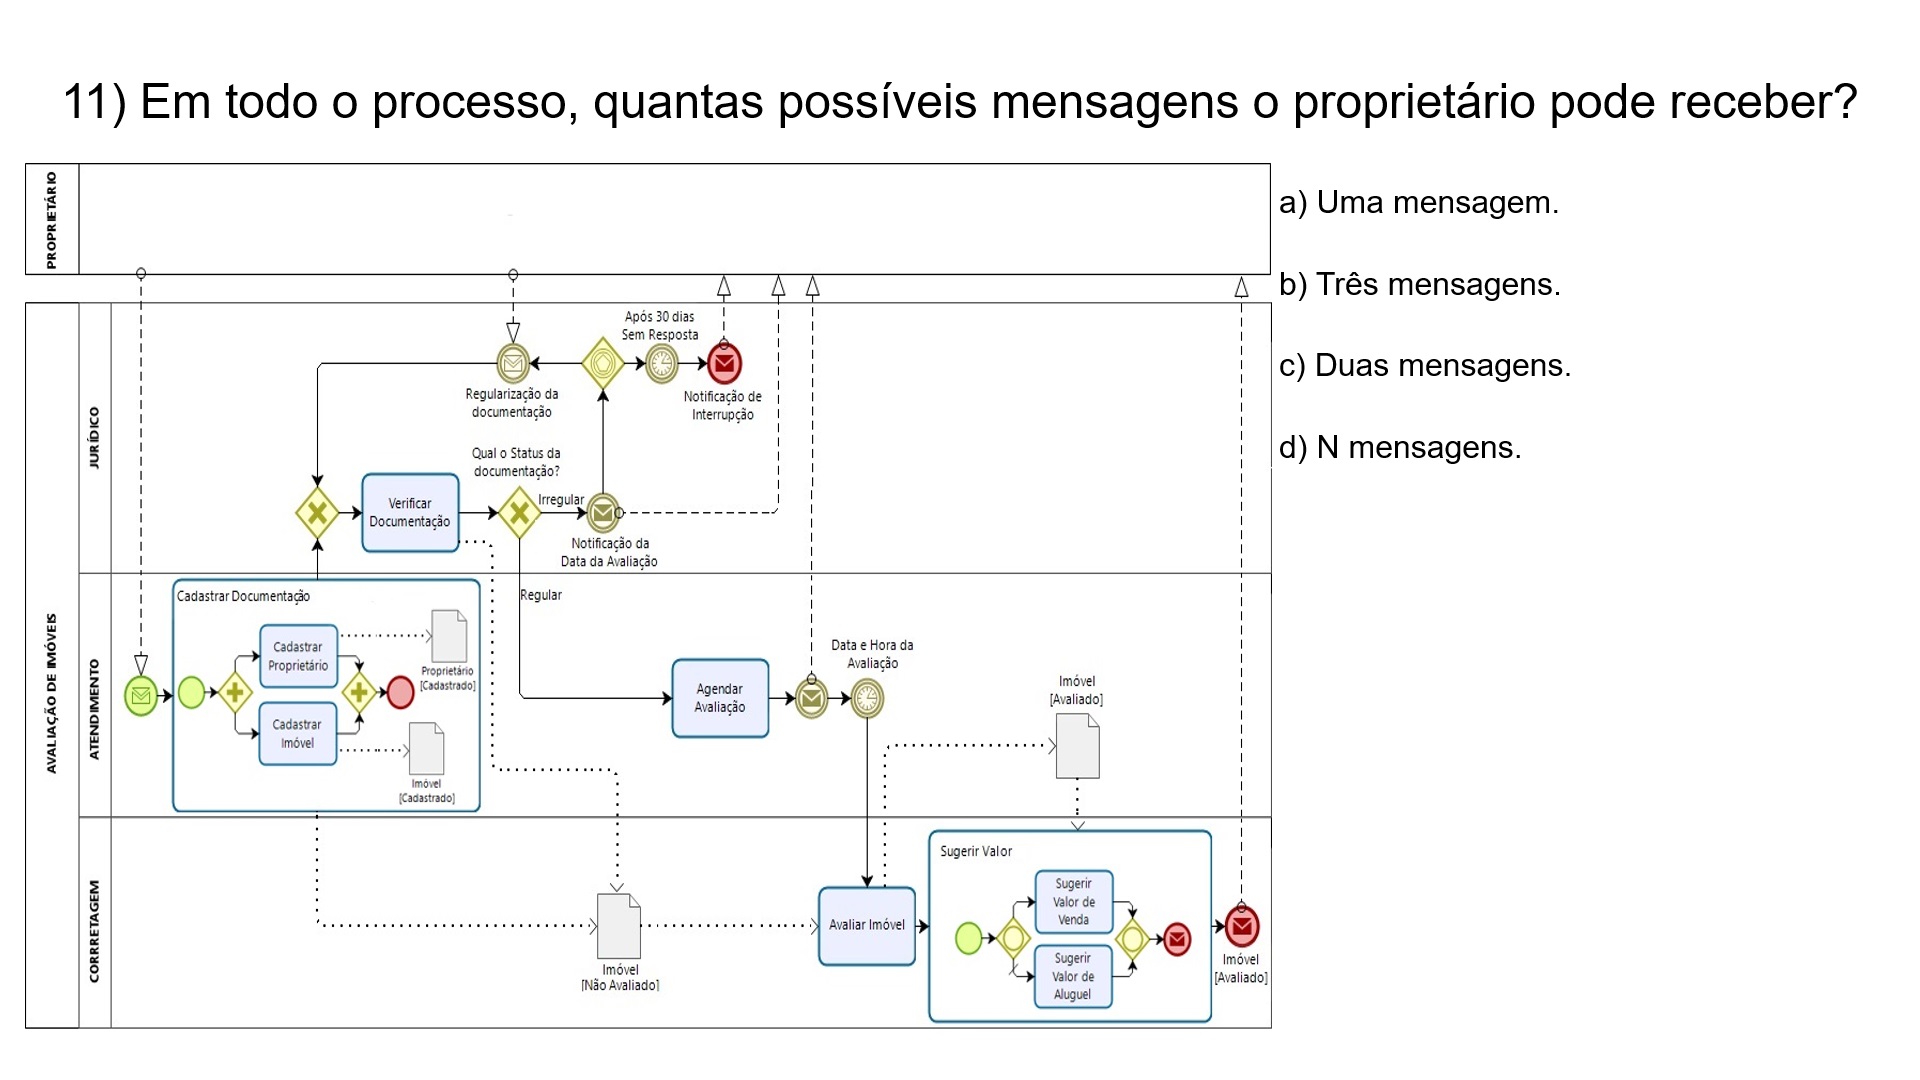 11) Em todo o processo, quantas possíveis mensagens o proprietário pode receber?
a) Uma mensagem.
b) Três mensagens.
c) Duas mensagens.
d) N mensagens.
PROPRIETÁRIO
AVALIAÇÃO DE IMÓVEIS
JURÍDICO
Após 30 dias
Sem Resposta
Regularização da
documentação
Notificação de
Interrupção
Qual o Status da
documentação?
Verificar
Documentação
Irregular
Notificação da
Data da Avaliação
Regular
ATENDIMENTO
Cadastrar Documentação
Cadastrar
Proprietário
Proprietário
[Cadastrado]
Cadastrar
Imóvel
Imóvel
[Cadastrado]
Agendar
Avaliação
Data e Hora da
Avaliação
Imóvel
[Avaliado]
CORRETAGEM
Imóvel
[Não Avaliado]
Avaliar Imóvel
Sugerir Valor
Sugerir
Valor de
Venda
Sugerir
Valor de
Aluguel
Imóvel
[Avaliado]